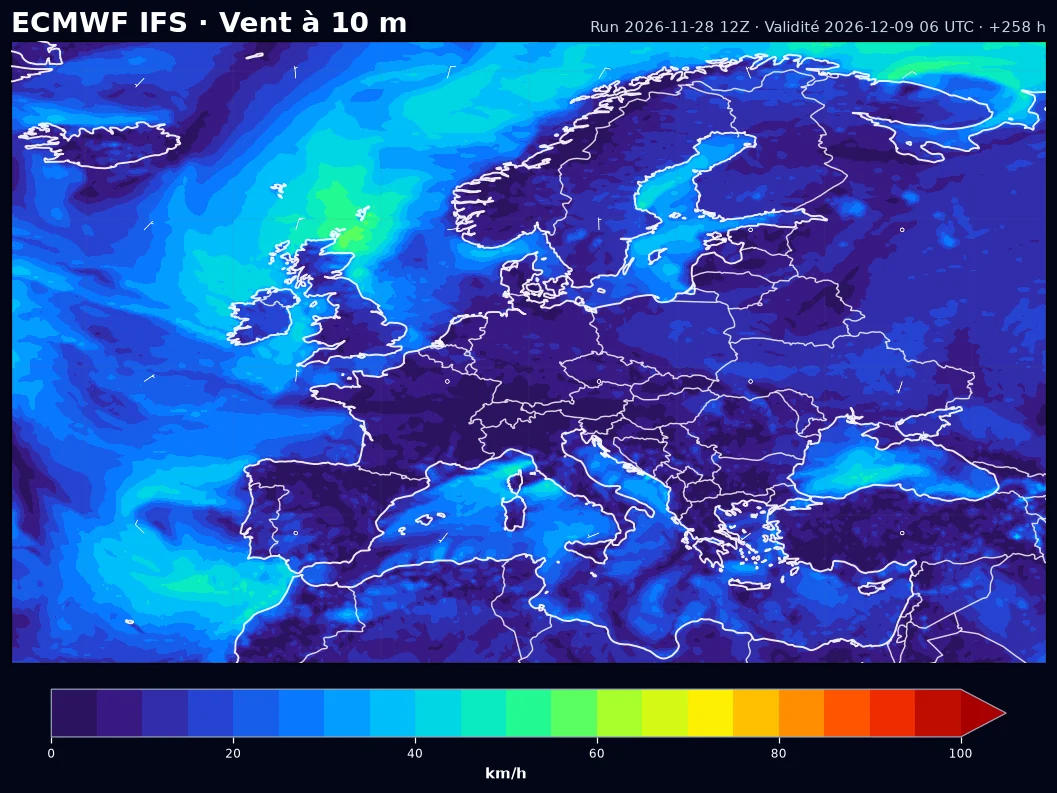 ECMWF IFS · Vent à 10 m
Run 2026-11-28 12Z · Validité 2026-12-09 06 UTC · +258 h
0 20 40 60 80 100
km/h